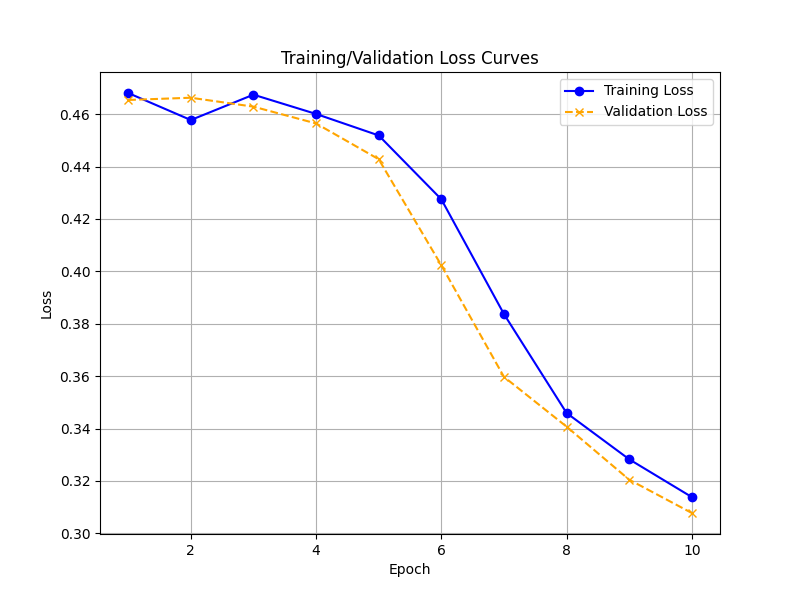 Training/Validation Loss Curves
Training Loss
Validation Loss
0.46
0.44
0.42
0.40
0.38
0.36
0.34
0.32
0.30
Loss
2 4 6 8 10
Epoch